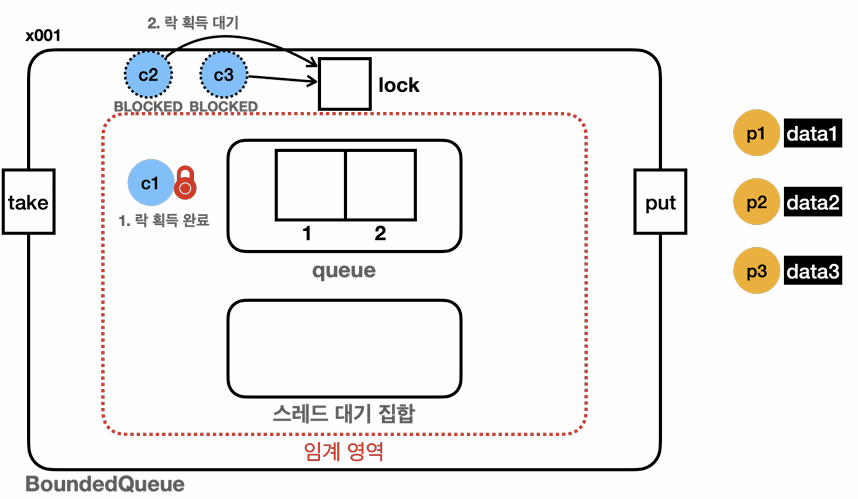 x001
2. 락 획득 대기
c2
c3
BLOCKED
BLOCKED
lock
c1
1. 락 획득 완료
take
put
1
2
queue
스레드 대기 집합
임계 영역
BoundedQueue
p1
data1
p2
data2
p3
data3